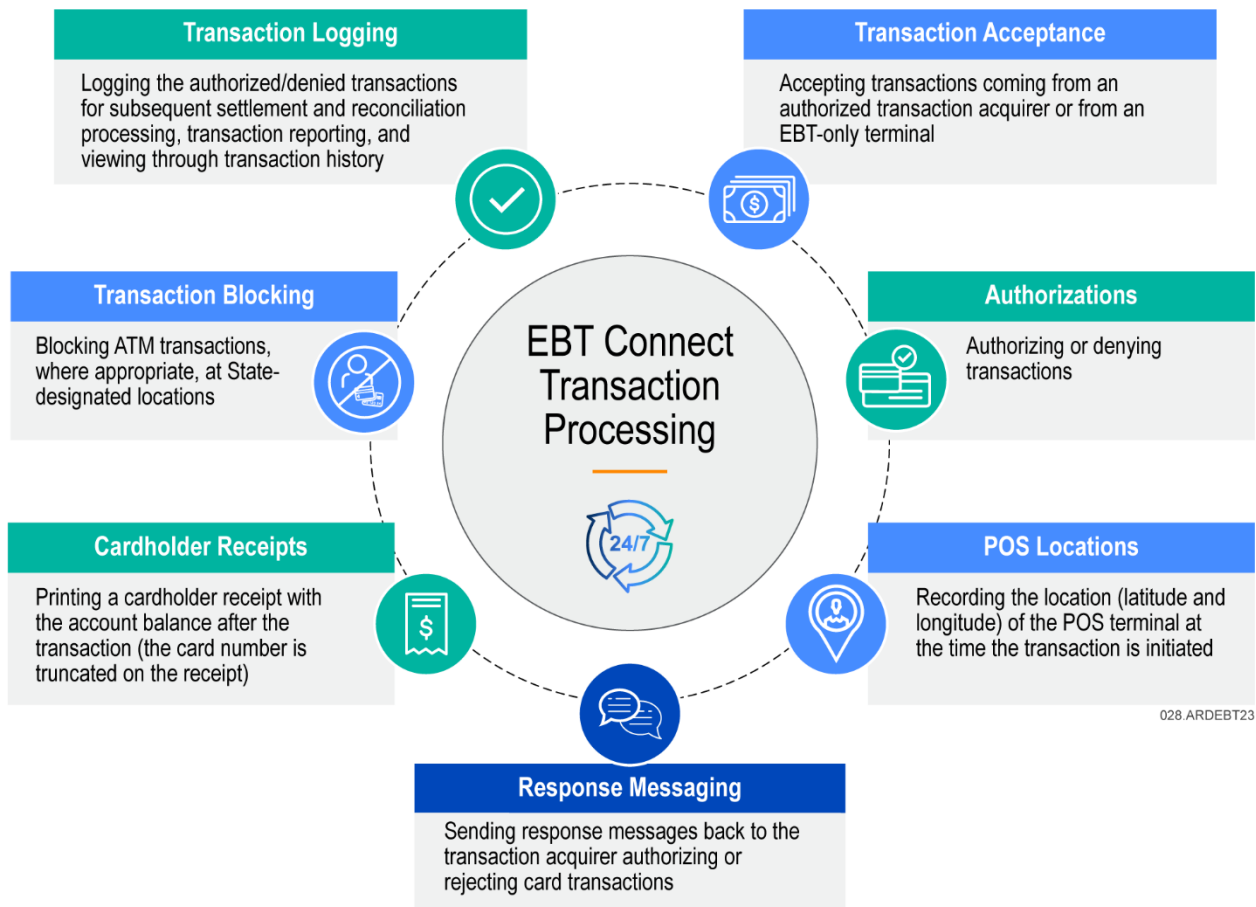 Transaction Logging
Logging the authorized/denied transactions
for subsequent settlement and reconciliation
processing, transaction reporting, and
viewing through transaction history
Transaction Acceptance
Accepting transactions coming from an
authorized transaction acquirer or from an
EBT-only terminal
$
Transaction Blocking
Blocking ATM transactions,
where appropriate, at State-
designated locations
EBT Connect
Transaction
Processing
24/7
Authorizations
Authorizing or denying
transactions
Cardholder Receipts
Printing a cardholder receipt with
the account balance after the
transaction (the card number is
truncated on the receipt)
$
POS Locations
Recording the location (latitude and
longitude) of the POS terminal at
the time the transaction is initiated
028.ARDEBT23
Response Messaging
Sending response messages back to the
transaction acquirer authorizing or
rejecting card transactions